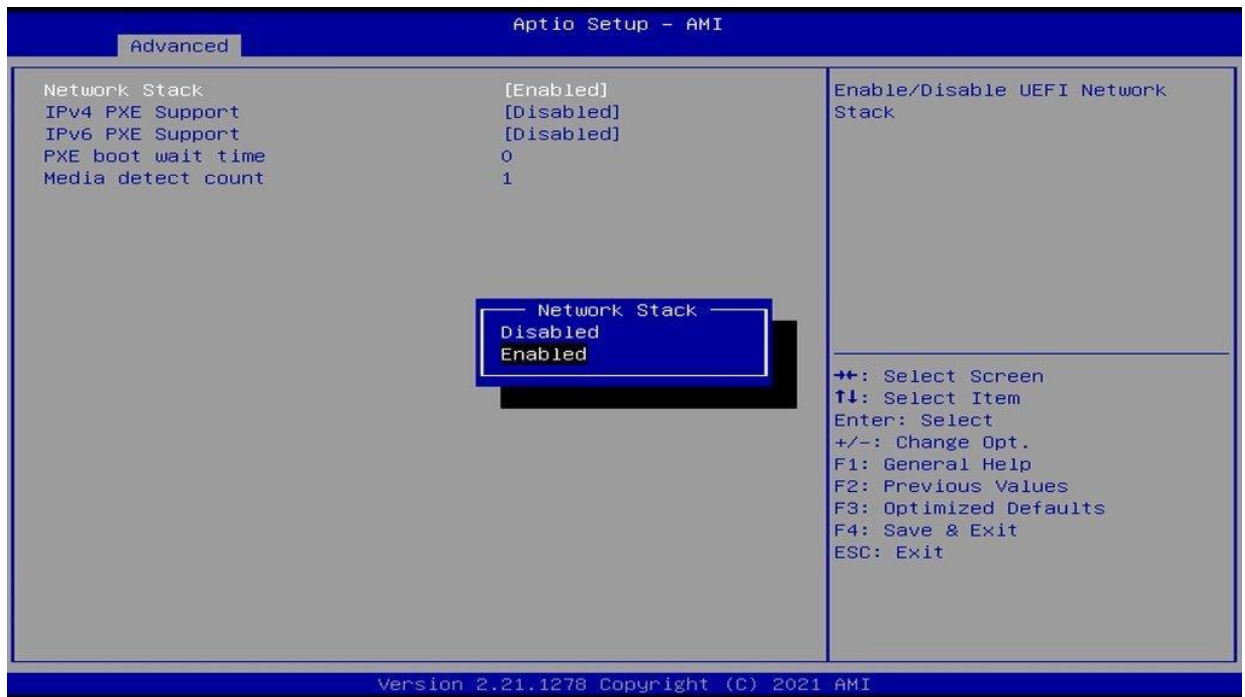 Aptio Setup – AMI
Advanced
Network Stack [Enabled]
IPv4 PXE Support [Disabled]
IPv6 PXE Support [Disabled]
PXE boot wait time 0
Media detect count 1
Enable/Disable UEFI Network
Stack
Network Stack
Disabled
Enabled
→←: Select Screen
↑↓: Select Item
Enter: Select
+/-: Change Opt.
F1: General Help
F2: Previous Values
F3: Optimized Defaults
F4: Save & Exit
ESC: Exit
Version 2.21.1278 Copyright (C) 2021 AMI